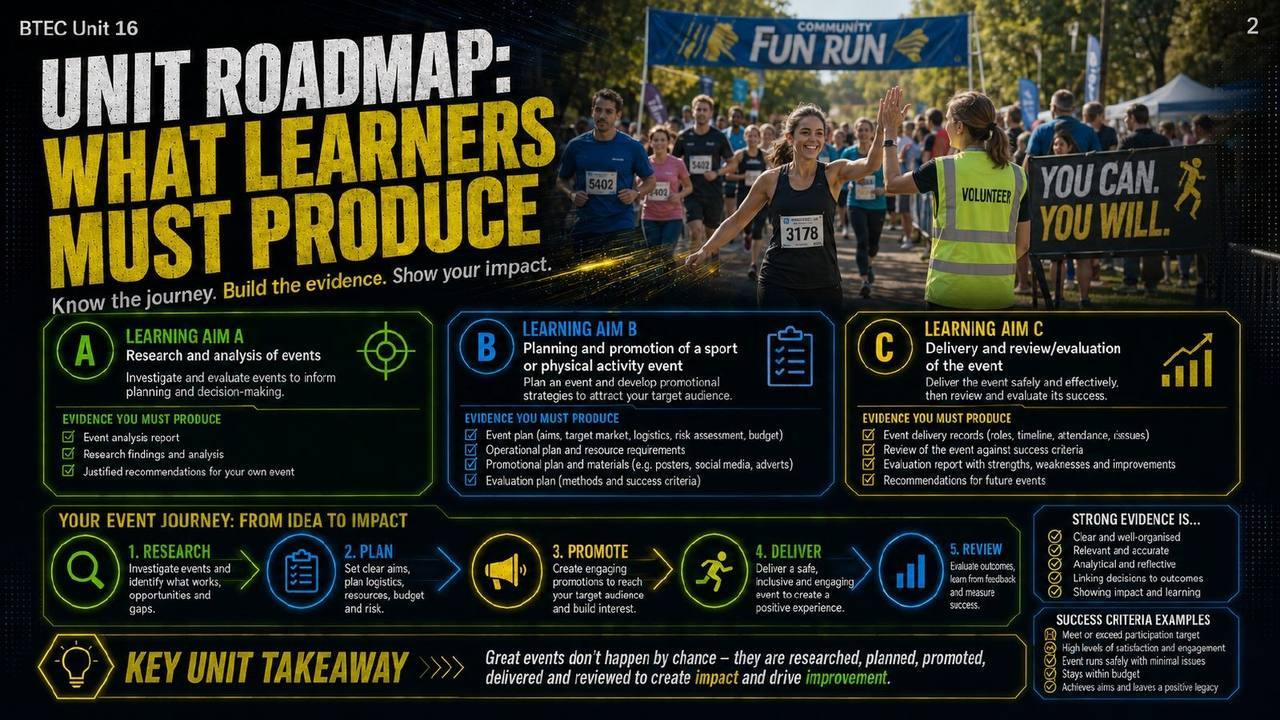 BTEC Unit 16
2
UNIT ROADMAP:
WHAT LEARNERS
MUST PRODUCE
Know the journey. Build the evidence. Show your impact.
COMMUNITY
FUN RUN
5402
5402
5402
3178
VOLUNTEER
YOU CAN.
YOU WILL.
A
LEARNING AIM A
Research and analysis of events
Investigate and evaluate events to inform
planning and decision-making.
EVIDENCE YOU MUST PRODUCE
Event analysis report
Research findings and analysis
Justified recommendations for your own event
B
LEARNING AIM B
Planning and promotion of a sport
or physical activity event
Plan an event and develop promotional
strategies to attract your target audience.
EVIDENCE YOU MUST PRODUCE
Event plan (aims, target market, logistics, risk assessment, budget)
Operational plan and resource requirements
Promotional plan and materials (e.g. posters, social media, adverts)
Evaluation plan (methods and success criteria)
C
LEARNING AIM C
Delivery and review/evaluation
of the event
Deliver the event safely and effectively,
then review and evaluate its success.
EVIDENCE YOU MUST PRODUCE
Event delivery records (roles, timeline, attendance, issues)
Review of the event against success criteria
Evaluation report with strengths, weaknesses and improvements
Recommendations for future events
YOUR EVENT JOURNEY: FROM IDEA TO IMPACT
1. RESEARCH
Investigate events and
identify what works,
opportunities and
gaps.
2. PLAN
Set clear aims,
plan logistics,
resources, budget
and risk.
3. PROMOTE
Create engaging
promotions to reach
your target audience
and build interest.
4. DELIVER
Deliver a safe,
inclusive and engaging
event to create a
positive experience.
5. REVIEW
Evaluate outcomes,
learn from feedback
and measure
success.
STRONG EVIDENCE IS...
Clear and well-organised
Relevant and accurate
Analytical and reflective
Linking decisions to outcomes
Showing impact and learning
SUCCESS CRITERIA EXAMPLES
Meet or exceed participation target
High levels of satisfaction and engagement
Event runs safely with minimal issues
Stays within budget
Achieves aims and leaves a positive legacy
KEY UNIT TAKEAWAY
Great events don't happen by chance – they are researched, planned, promoted,
delivered and reviewed to create impact and drive improvement.